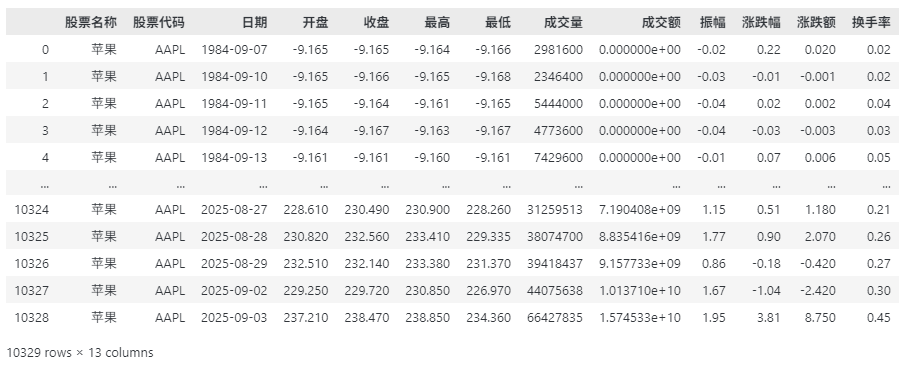 股票名称 股票代码 日期 开盘 收盘 最高 最低 成交量 成交额 振幅 涨跌幅 涨跌额 换手率
0 苹果 AAPL 1984-09-07 -9.165 -9.165 -9.164 -9.166 2981600 0.000000e+00 -0.02 0.22 0.020 0.02
1 苹果 AAPL 1984-09-10 -9.165 -9.166 -9.165 -9.168 2346400 0.000000e+00 -0.03 -0.01 -0.001 0.02
2 苹果 AAPL 1984-09-11 -9.165 -9.164 -9.161 -9.165 5444000 0.000000e+00 -0.04 0.02 0.002 0.04
3 苹果 AAPL 1984-09-12 -9.164 -9.167 -9.163 -9.167 4773600 0.000000e+00 -0.04 -0.03 -0.003 0.03
4 苹果 AAPL 1984-09-13 -9.161 -9.161 -9.160 -9.161 7429600 0.000000e+00 -0.01 0.07 0.006 0.05
... ... ... ... ... ... ... ... ... ... ... ... ... ...
10324 苹果 AAPL 2025-08-27 228.610 230.490 230.900 228.260 31259513 7.190408e+09 1.15 0.51 1.180 0.21
10325 苹果 AAPL 2025-08-28 230.820 232.560 233.410 229.335 38074700 8.835416e+09 1.77 0.90 2.070 0.26
10326 苹果 AAPL 2025-08-29 232.510 232.140 233.380 231.370 39418437 9.157733e+09 0.86 -0.18 -0.420 0.27
10327 苹果 AAPL 2025-09-02 229.250 229.720 230.850 226.970 44075638 1.013710e+10 1.67 -1.04 -2.420 0.30
10328 苹果 AAPL 2025-09-03 237.210 238.470 238.850 234.360 66427835 1.574533e+10 1.95 3.81 8.750 0.45
10329 rows × 13 columns